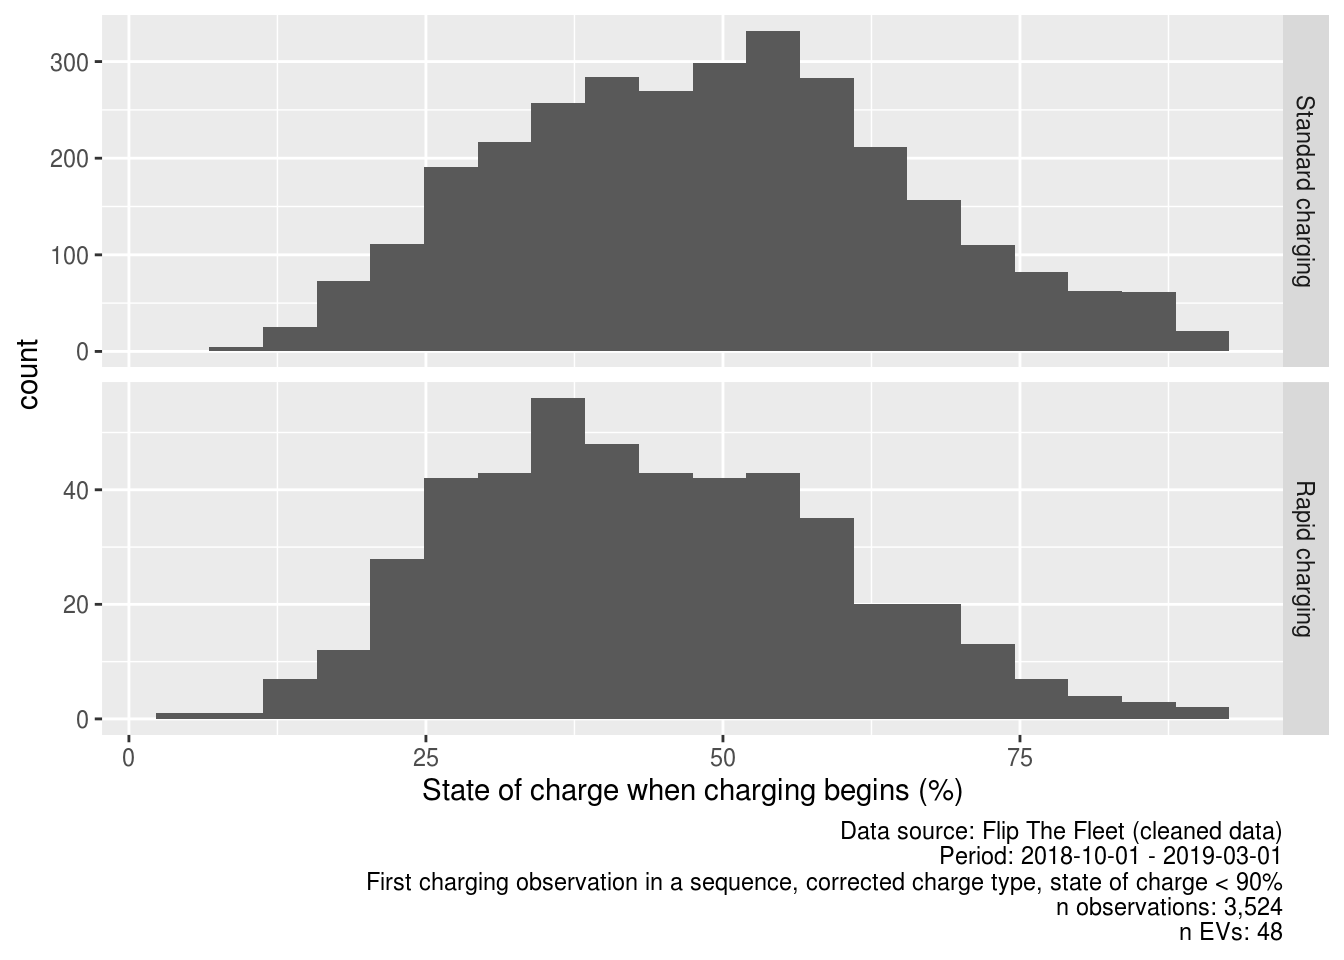 300
200
100
0
Standard charging
count
40
20
0
Rapid charging
0 25 50 75
State of charge when charging begins (%)
Data source: Flip The Fleet (cleaned data)
Period: 2018-10-01 - 2019-03-01
First charging observation in a sequence, corrected charge type, state of charge < 90%
n observations: 3,524
n EVs: 48